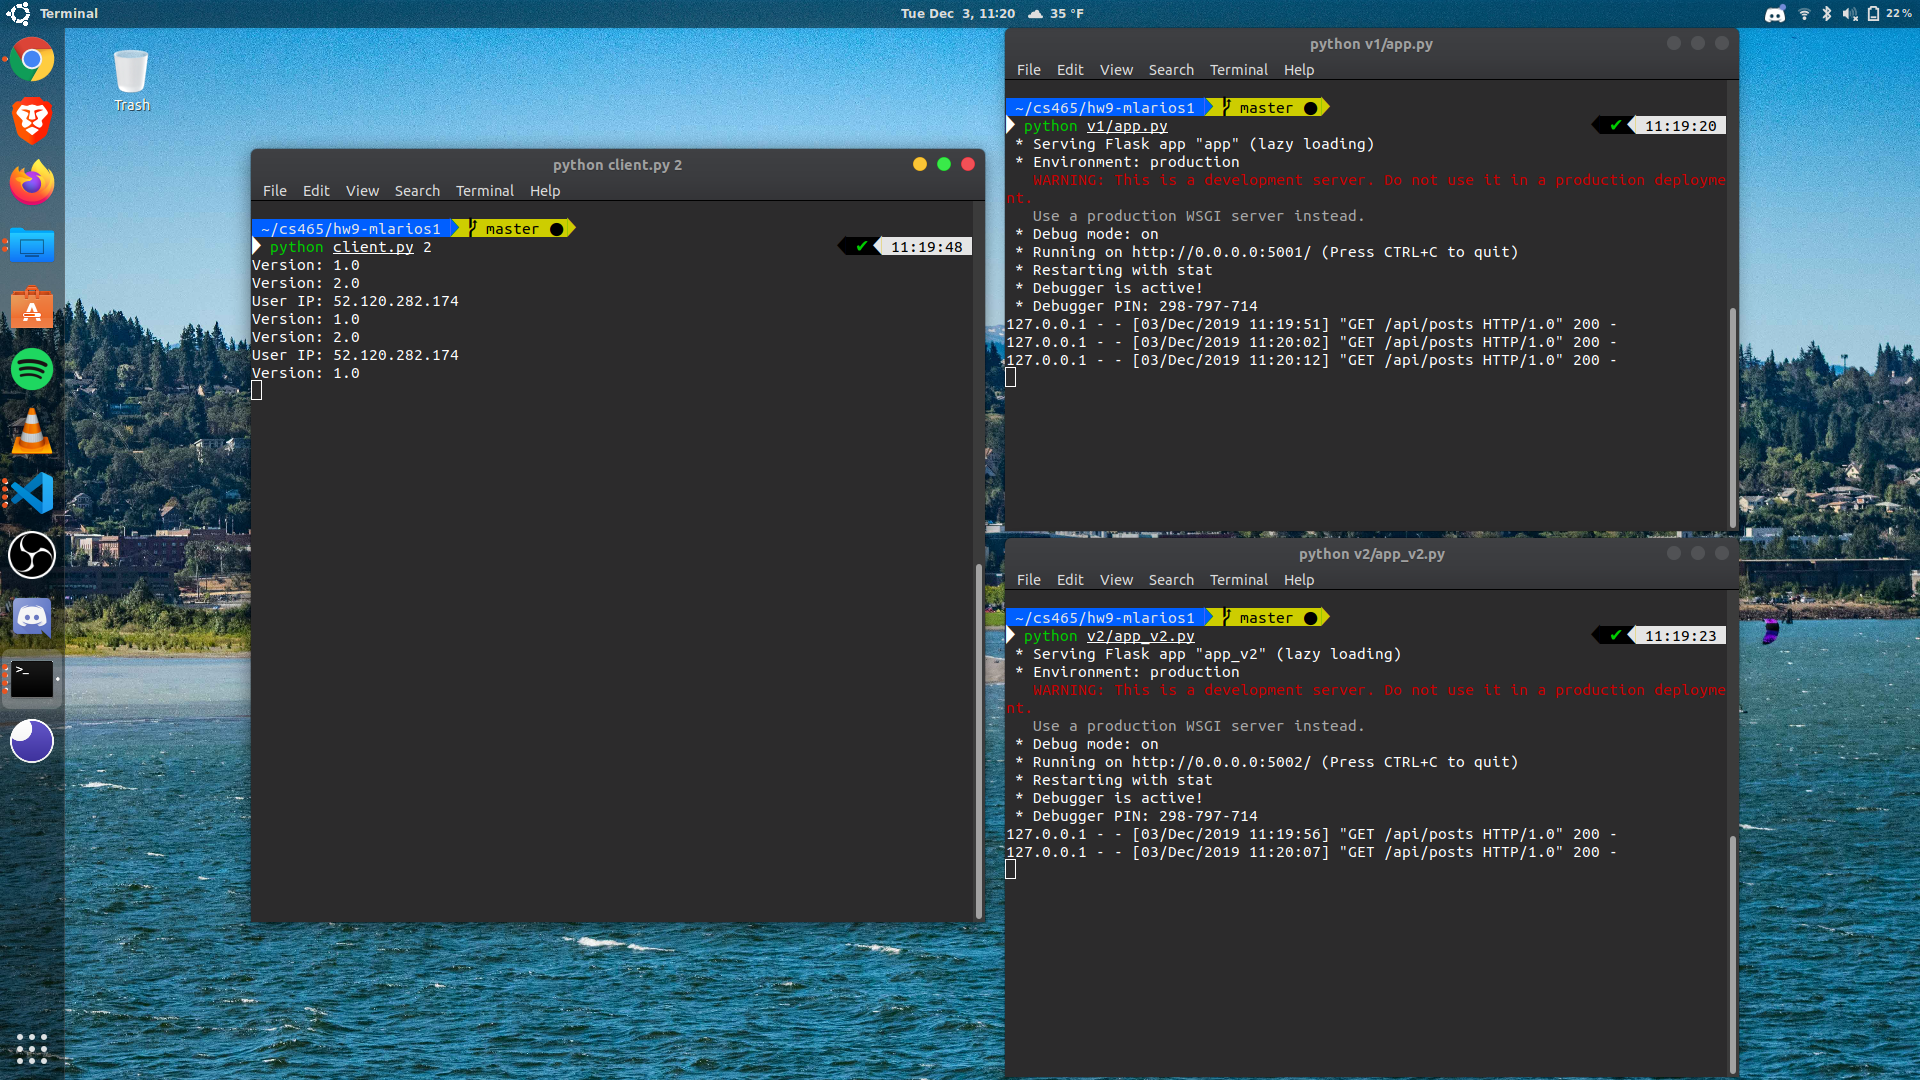 Terminal
Tue Dec 3, 11:20 35 °F
22 %
Trash
python client.py 2
File Edit View Search Terminal Help
~/cs465/hw9-mlarios1 master
python client.py 2 ✔ 11:19:48
Version: 1.0
Version: 2.0
User IP: 52.120.282.174
Version: 1.0
Version: 2.0
User IP: 52.120.282.174
Version: 1.0
python v1/app.py
File Edit View Search Terminal Help
~/cs465/hw9-mlarios1 master
python v1/app.py ✔ 11:19:20
* Serving Flask app "app" (lazy loading)
* Environment: production
WARNING: This is a development server. Do not use it in a production deployme
nt.
Use a production WSGI server instead.
* Debug mode: on
* Running on http://0.0.0.0:5001/ (Press CTRL+C to quit)
* Restarting with stat
* Debugger is active!
* Debugger PIN: 298-797-714
127.0.0.1 - - [03/Dec/2019 11:19:51] "GET /api/posts HTTP/1.0" 200 -
127.0.0.1 - - [03/Dec/2019 11:20:02] "GET /api/posts HTTP/1.0" 200 -
127.0.0.1 - - [03/Dec/2019 11:20:12] "GET /api/posts HTTP/1.0" 200 -
python v2/app_v2.py
File Edit View Search Terminal Help
~/cs465/hw9-mlarios1 master
python v2/app_v2.py ✔ 11:19:23
* Serving Flask app "app_v2" (lazy loading)
* Environment: production
WARNING: This is a development server. Do not use it in a production deployme
nt.
Use a production WSGI server instead.
* Debug mode: on
* Running on http://0.0.0.0:5002/ (Press CTRL+C to quit)
* Restarting with stat
* Debugger is active!
* Debugger PIN: 298-797-714
127.0.0.1 - - [03/Dec/2019 11:19:56] "GET /api/posts HTTP/1.0" 200 -
127.0.0.1 - - [03/Dec/2019 11:20:07] "GET /api/posts HTTP/1.0" 200 -